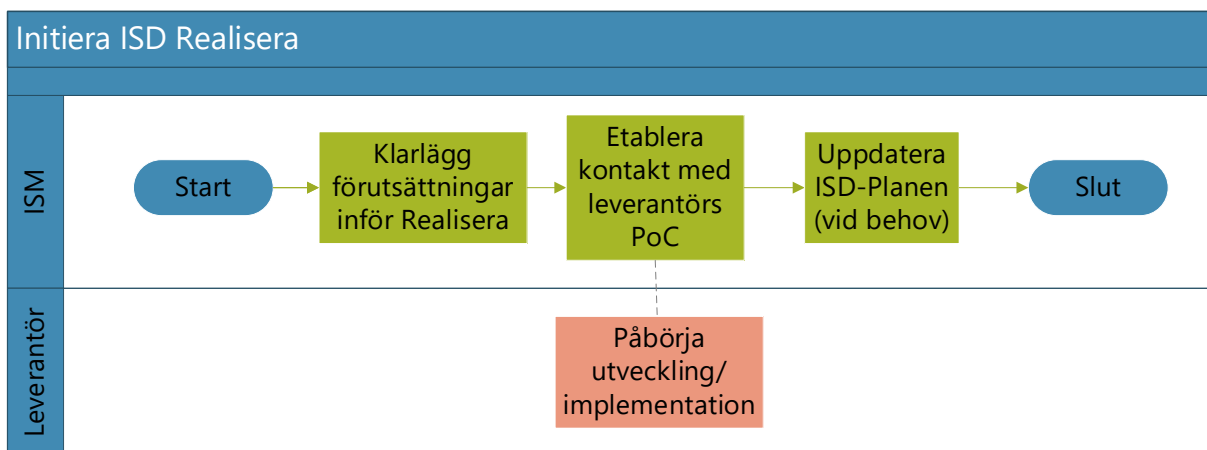 Initiera ISD Realisera
ISM
Start
Klarlägg
förutsättningar
inför Realisera
Etablera
kontakt med
leverantörs
PoC
Uppdatera
ISD-Planen
(vid behov)
Slut
Leverantör
Påbörja
utveckling/
implementation